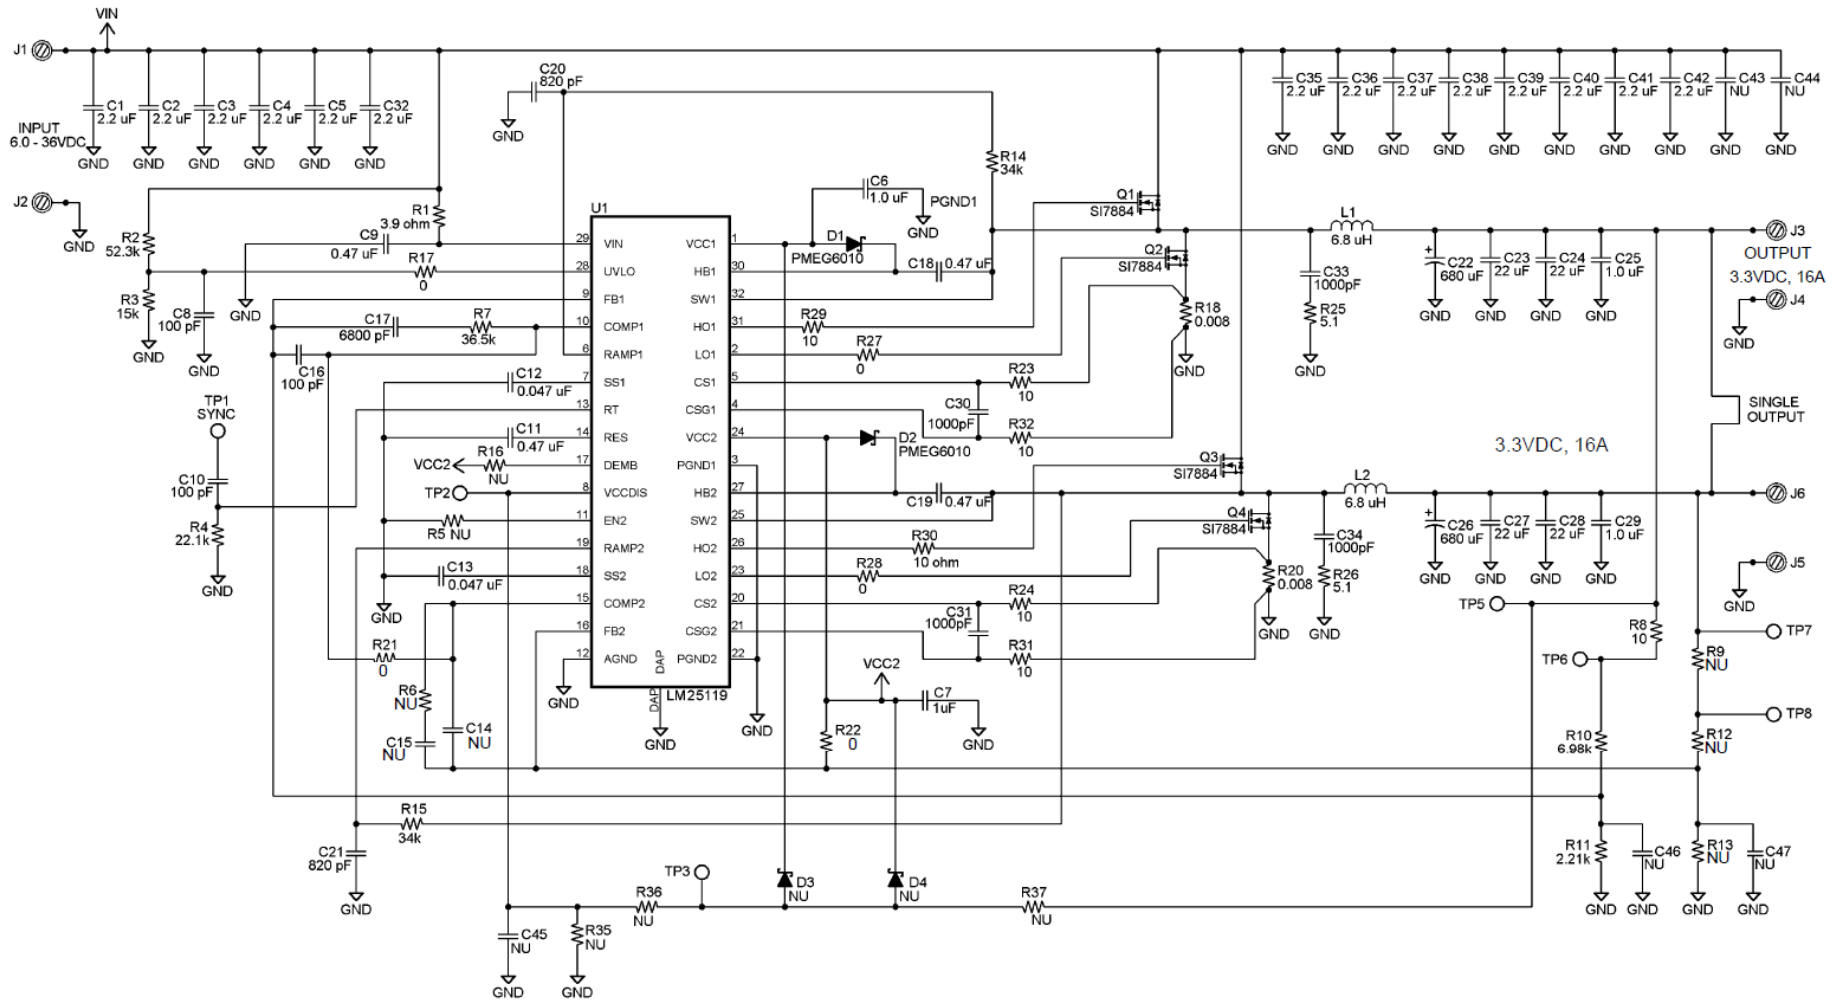 VIN
J1
C1
2.2 uF
C2
2.2 uF
C3
2.2 uF
C4
2.2 uF
C5
2.2 uF
C32
2.2 uF
INPUT
6.0 - 36VDC
GND
GND
GND
GND
GND
GND
C20
820 pF
GND
R14
34k
C35
2.2 uF
C36
2.2 uF
C37
2.2 uF
C38
2.2 uF
C39
2.2 uF
C40
2.2 uF
C41
2.2 uF
C42
2.2 uF
C43
NU
C44
NU
GND
GND
GND
GND
GND
GND
GND
GND
GND
GND
J2
GND
R1
3.9 ohm
R2
52.3k
C9
0.47 uF
R17
0
R3
15k
C8
100 pF
GND
GND
GND
C17
6800 pF
R7
36.5k
C16
100 pF
C12
0.047 uF
TP1
SYNC
C11
0.47 uF
R16
NU
VCC2
C10
100 pF
TP2
R4
22.1k
R5 NU
GND
C13
0.047 uF
GND
R21
0
R6
NU
C15
NU
C14
NU
GND
U1
29 VIN VCC1 1
28 UVLO HB1 30
9 FB1 SW1 32
10 COMP1 HO1 31
6 RAMP1 LO1 2
7 SS1 CS1 5
13 RT CSG1 4
14 RES VCC2 24
17 DEMB PGND1 3
8 VCCDIS HB2 27
11 EN2 SW2 25
19 RAMP2 HO2 26
18 SS2 LO2 23
15 COMP2 CS2 20
16 FB2 CSG2 21
12 AGND DAP PGND2 22
DAP
LM25119
GND
GND
C6
1.0 uF
PGND1
GND
D1
PMEG6010
C18
0.47 uF
R29
10
R27
0
R23
10
C30
1000pF
R32
10
D2
PMEG6010
C19
0.47 uF
R30
10 ohm
R28
0
R24
10
C31
1000pF
R31
10
VCC2
C7
1uF
R22
0
GND
Q1
SI7884
Q2
SI7884
R18
0.008
GND
Q3
SI7884
Q4
SI7884
R20
0.008
GND
L1
6.8 uH
C33
1000pF
R25
5.1
GND
C22
680 uF
C23
22 uF
C24
22 uF
C25
1.0 uF
GND
GND
GND
GND
J3
OUTPUT
3.3VDC, 16A
J4
GND
SINGLE
OUTPUT
3.3VDC, 16A
L2
6.8 uH
C34
1000pF
R26
5.1
GND
C26
680 uF
C27
22 uF
C28
22 uF
C29
1.0 uF
GND
GND
GND
GND
J6
J5
GND
TP5
R8
10
TP6
TP7
R9
NU
TP8
R10
6.98k
R12
NU
R15
34k
C21
820 pF
GND
R11
2.21k
C46
NU
R13
NU
C47
NU
GND
GND
GND
GND
TP3
R36
NU
D3
NU
D4
NU
R37
NU
C45
NU
R35
NU
GND
GND